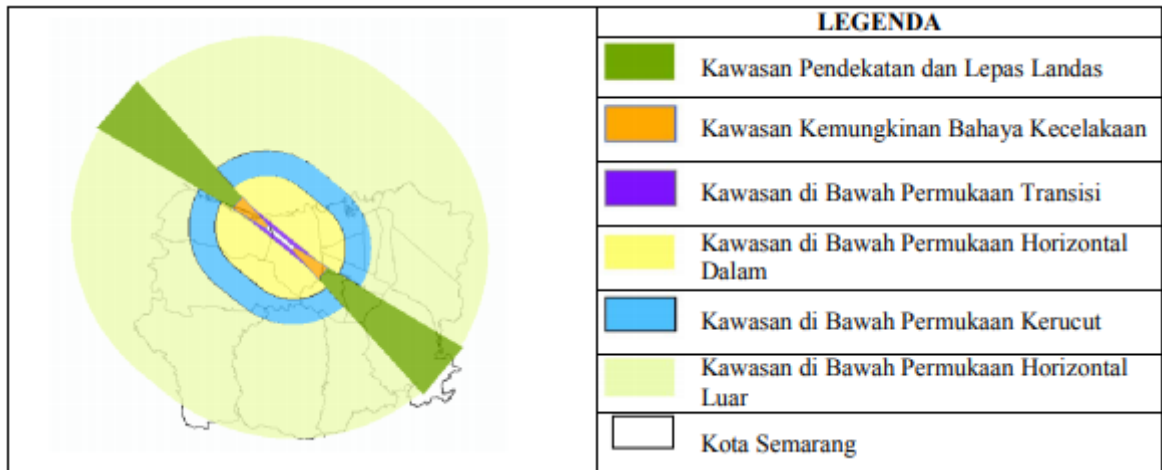 LEGENDA
Kawasan Pendekatan dan Lepas Landas
Kawasan Kemungkinan Bahaya Kecelakaan
Kawasan di Bawah Permukaan Transisi
Kawasan di Bawah Permukaan Horizontal
Dalam
Kawasan di Bawah Permukaan Kerucut
Kawasan di Bawah Permukaan Horizontal
Luar
Kota Semarang